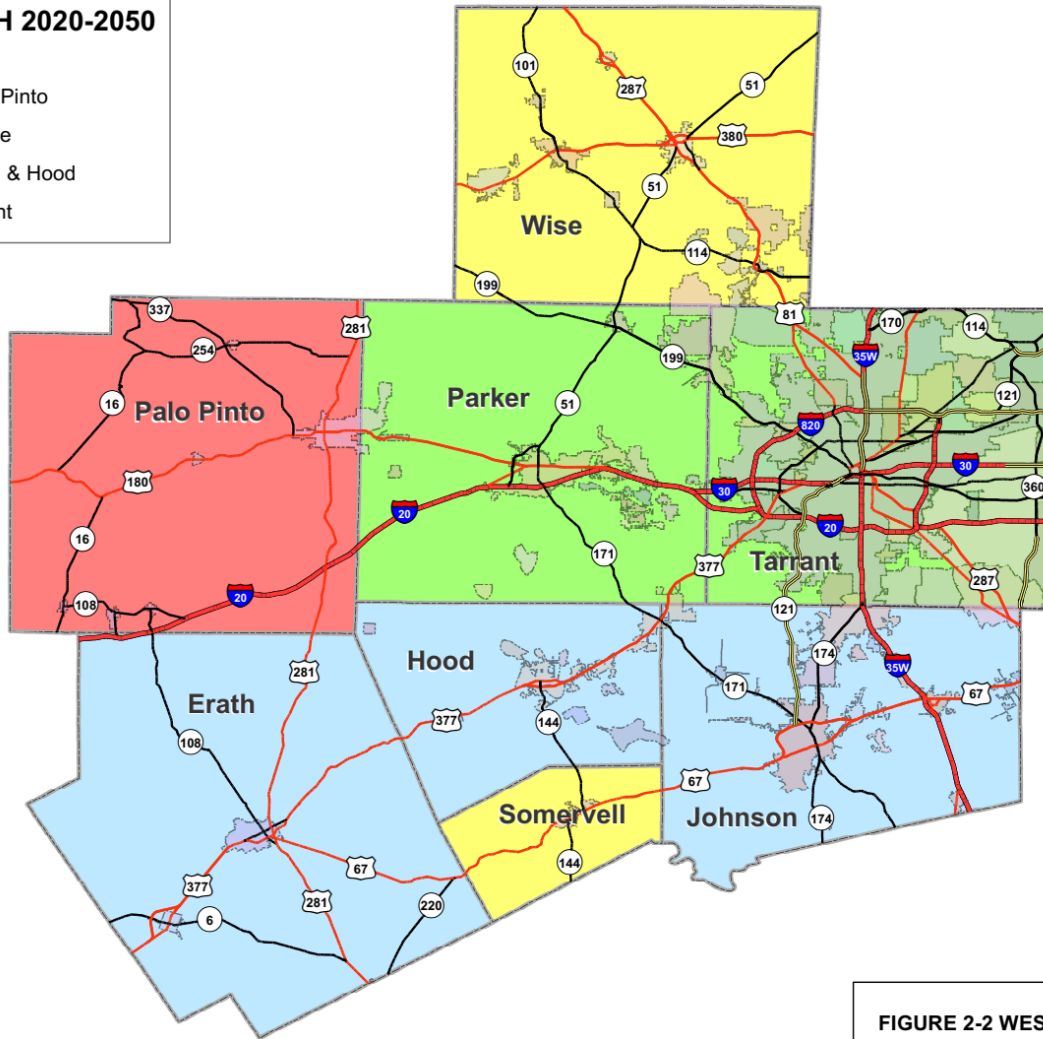 H 2020-2050
Pinto
e
& Hood
nt
101
287
51
380
51
Wise
114
199
337
281
81
170
114
254
35W
199
16
Palo Pinto
Parker
51
121
820
180
30
30
360
20
16
20
171
Tarrant
377
287
108
20
121
174
Hood
281
35W
Erath
171
67
377
144
108
67
Somervell
Johnson
174
144
67
377
281
220
6
FIGURE 2-2 WES